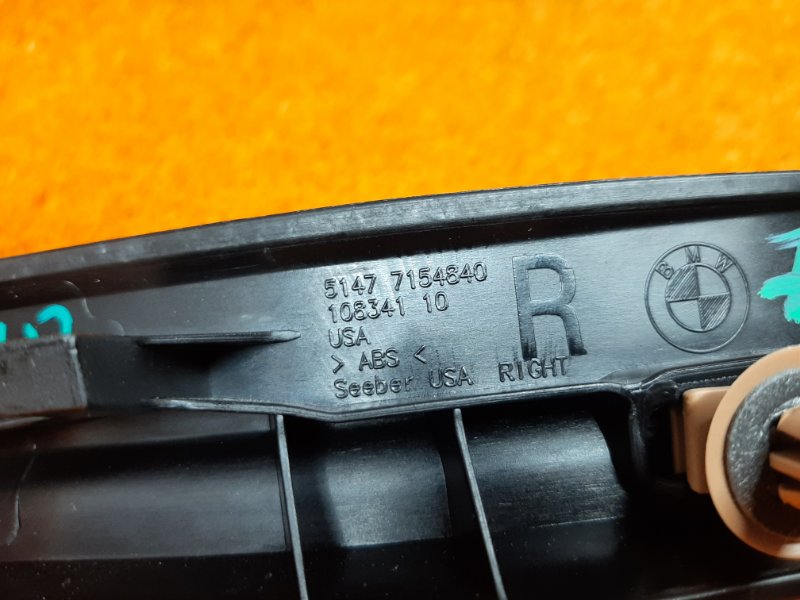 5147 7154840
108341 10
USA
> ABS <
Seeber USA RIGHT
R
BMW